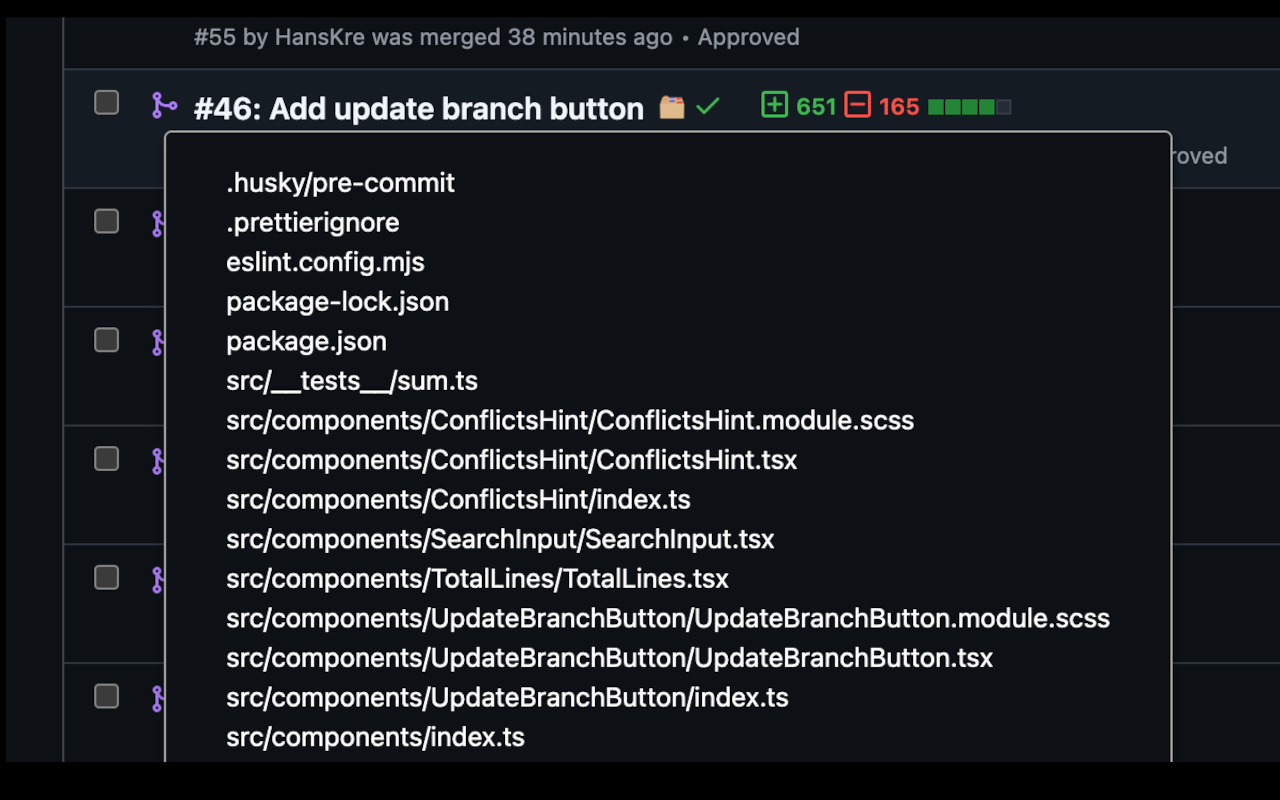 #55 by HansKre was merged 38 minutes ago • Approved
#46: Add update branch button 651 165
roved
.husky/pre-commit
.prettierignore
eslint.config.mjs
package-lock.json
package.json
src/__tests__/sum.ts
src/components/ConflictsHint/ConflictsHint.module.scss
src/components/ConflictsHint/ConflictsHint.tsx
src/components/ConflictsHint/index.ts
src/components/SearchInput/SearchInput.tsx
src/components/TotalLines/TotalLines.tsx
src/components/UpdateBranchButton/UpdateBranchButton.module.scss
src/components/UpdateBranchButton/UpdateBranchButton.tsx
src/components/UpdateBranchButton/index.ts
src/components/index.ts